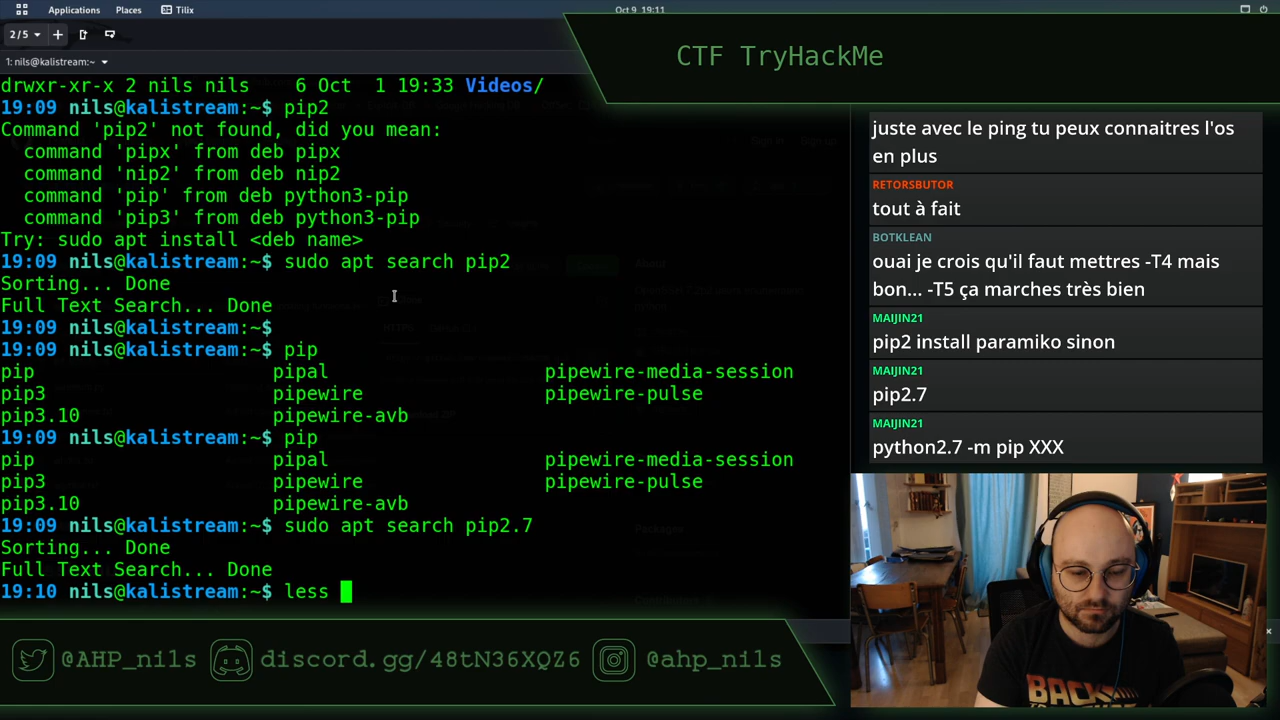 Applications Places Tilix
Oct 9 19:11
2/5
1: nils@kalistream:~
CTF TryHackMe
drwxr-xr-x 2 nils nils    6 Oct  1 19:33 Videos/
19:09 nils@kalistream:~$ pip2
Command 'pip2' not found, did you mean:
  command 'pipx' from deb pipx
  command 'nip2' from deb nip2
  command 'pip' from deb python3-pip
  command 'pip3' from deb python3-pip
Try: sudo apt install <deb name>
19:09 nils@kalistream:~$ sudo apt search pip2
Sorting... Done
Full Text Search... Done
19:09 nils@kalistream:~$
19:09 nils@kalistream:~$ pip
pip pipal pipewire-media-session
pip3 pipewire pipewire-pulse
pip3.10 pipewire-avb
19:09 nils@kalistream:~$ pip
pip pipal pipewire-media-session
pip3 pipewire pipewire-pulse
pip3.10 pipewire-avb
19:09 nils@kalistream:~$ sudo apt search pip2.7
Sorting... Done
Full Text Search... Done
19:10 nils@kalistream:~$ less
juste avec le ping tu peux connaitres l'os
en plus
RETORSBUTOR
tout à fait
BOTKLEAN
ouai je crois qu'il faut mettres -T4 mais
bon... -T5 ça marches très bien
MAIJIN21
pip2 install paramiko sinon
MAIJIN21
pip2.7
MAIJIN21
python2.7 -m pip XXX
BACK
@AHP_nils discord.gg/48tN36XQZ6 @ahp_nils